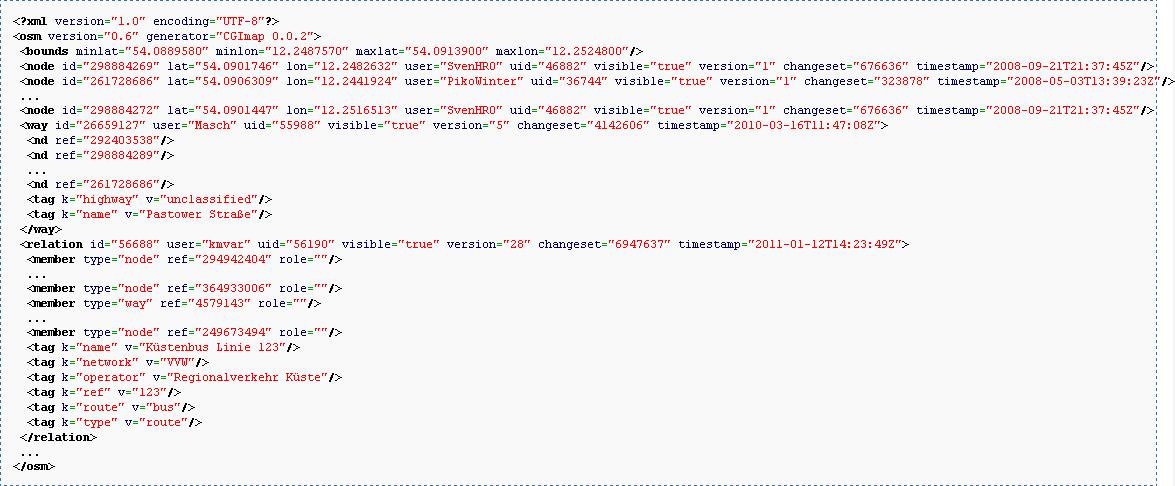 <?xml version="1.0" encoding="UTF-8"?>
<osm version="0.6" generator="CGImap 0.0.2">
<bounds minlat="54.0889580" minlon="12.2487570" maxlat="54.0913900" maxlon="12.2524800"/>
<node id="298884269" lat="54.0901746" lon="12.2482632" user="SvenHRO" uid="46882" visible="true" version="1" changeset="676636" timestamp="2008-09-21T21:37:45Z"/>
<node id="261728686" lat="54.0906309" lon="12.2441924" user="PikoWinter" uid="36744" visible="true" version="1" changeset="323878" timestamp="2008-05-03T13:39:23Z"/>
...
<node id="298884272" lat="54.0901447" lon="12.2516513" user="SvenHRO" uid="46882" visible="true" version="1" changeset="676636" timestamp="2008-09-21T21:37:45Z"/>
<way id="26659127" user="Masch" uid="55988" visible="true" version="5" changeset="4142606" timestamp="2010-03-16T11:47:08Z">
<nd ref="292403538"/>
<nd ref="298884289"/>
...
<nd ref="261728686"/>
<tag k="highway" v="unclassified"/>
<tag k="name" v="Pastower Straße"/>
</way>
<relation id="56688" user="kmvar" uid="56190" visible="true" version="28" changeset="6947637" timestamp="2011-01-12T14:23:49Z">
<member type="node" ref="294942404" role=""/>
...
<member type="node" ref="364933006" role=""/>
<member type="way" ref="4579143" role=""/>
...
<member type="node" ref="249673494" role=""/>
<tag k="name" v="Küstenbus Linie 123"/>
<tag k="network" v="VVW"/>
<tag k="operator" v="Regionalverkehr Küste"/>
<tag k="ref" v="123"/>
<tag k="route" v="bus"/>
<tag k="type" v="route"/>
</relation>
...
</osm>